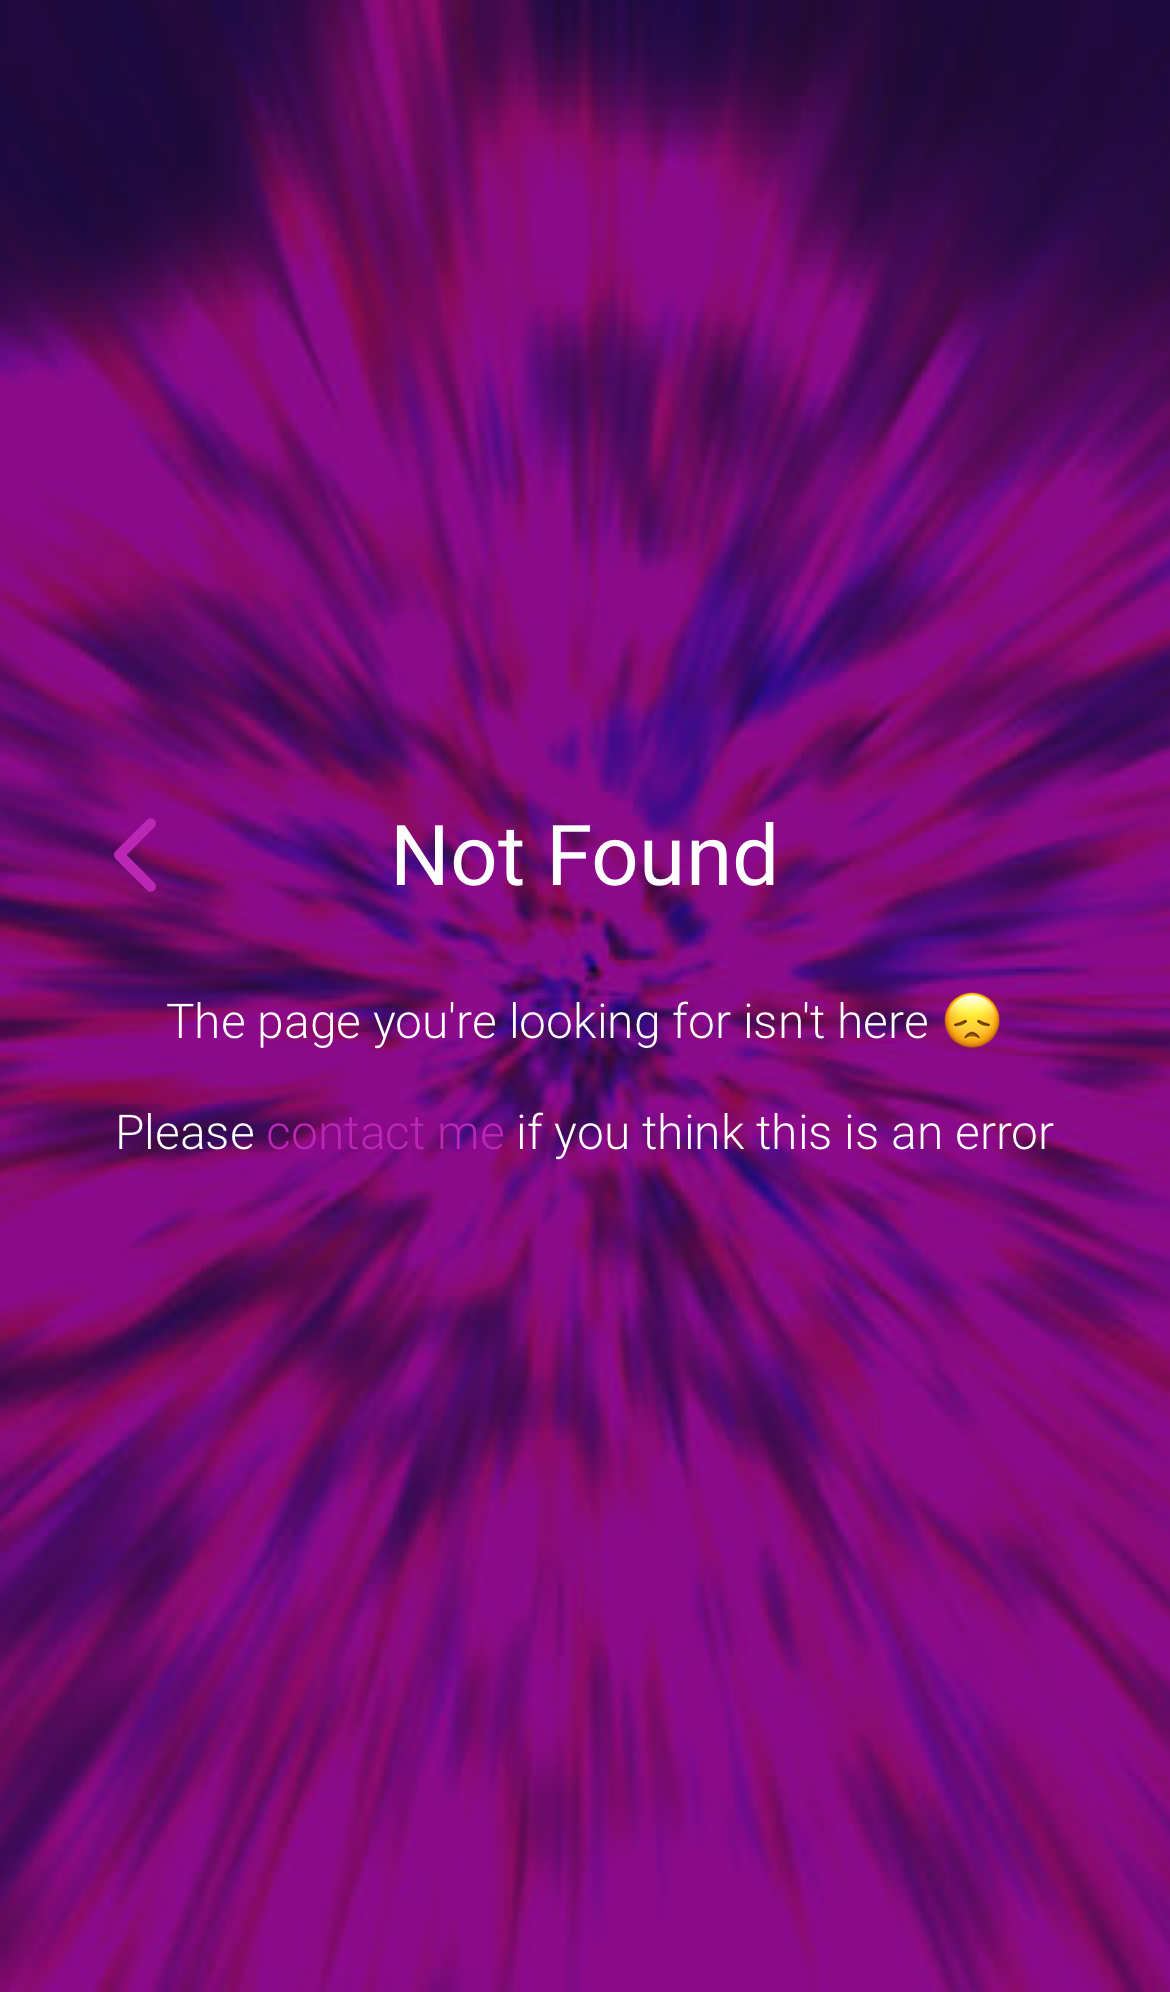 Not Found
The page you're looking for isn't here 😞
Please contact me if you think this is an error